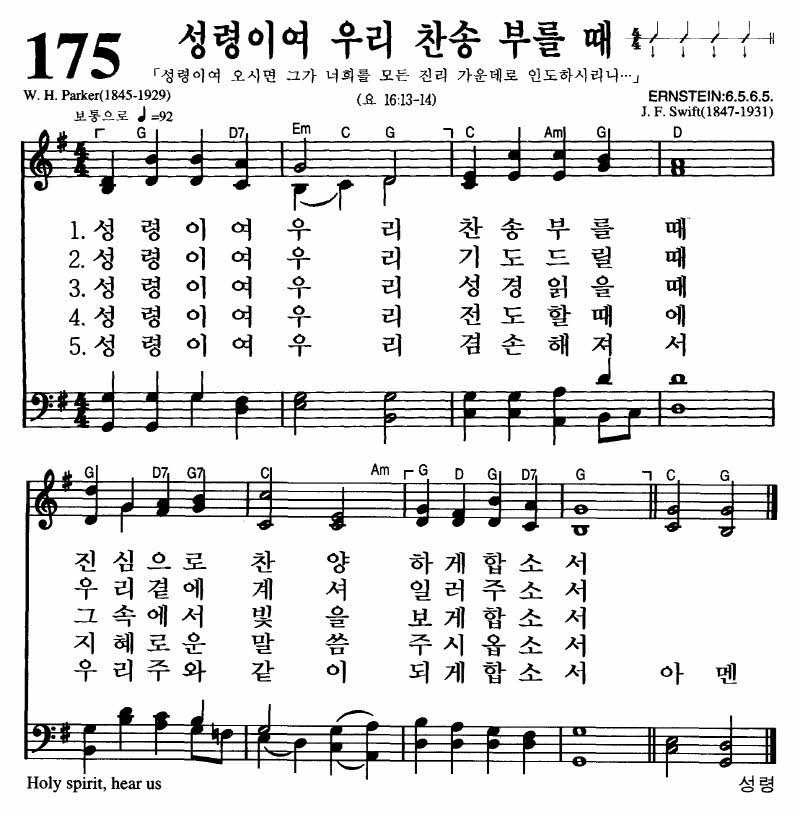 175 성령이여 우리 찬송 부를 때
「성령이여 오시면 그가 너희를 모든 진리 가운데로 인도하시리니…」
W. H. Parker(1845-1929) (요 16:13-14) ERNSTEIN:6.5.6.5.
보통으로 ♩=92 J. F. Swift(1847-1931)
G D7 Em C G C Am G D
4/4
1. 성령이여 우리 찬송부를 때
2. 성령이여 우리 기도드릴 때
3. 성령이여 우리 성경읽을 때
4. 성령이여 우리 전도할때에
5. 성령이여 우리 겸손해져서
4/4
G D7 G7 C Am G D G D7 G C G
진심으로 찬양 하게합소서
우리곁에 계셔 일러주소서
그속에서 빛을 보게합소서
지혜로운 말씀 주시옵소서
우리주와 같이 되게합소서 아멘
Holy spirit, hear us 성령